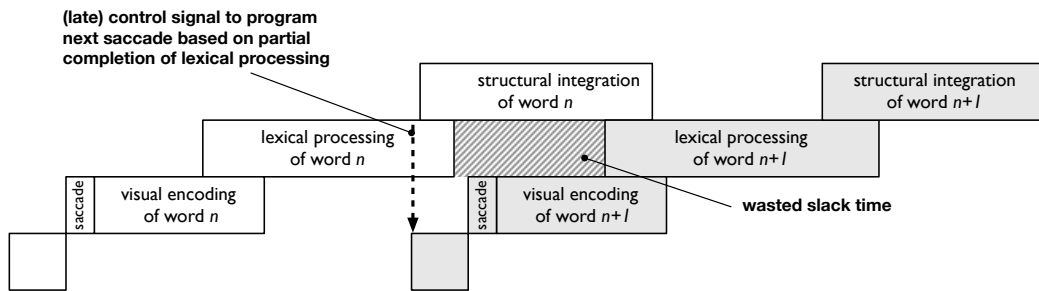 (late) control signal to program
next saccade based on partial
completion of lexical processing
structural integration
of word n
structural integration
of word n+1
lexical processing
of word n
lexical processing
of word n+1
saccade
visual encoding
of word n
saccade
visual encoding
of word n+1
wasted slack time